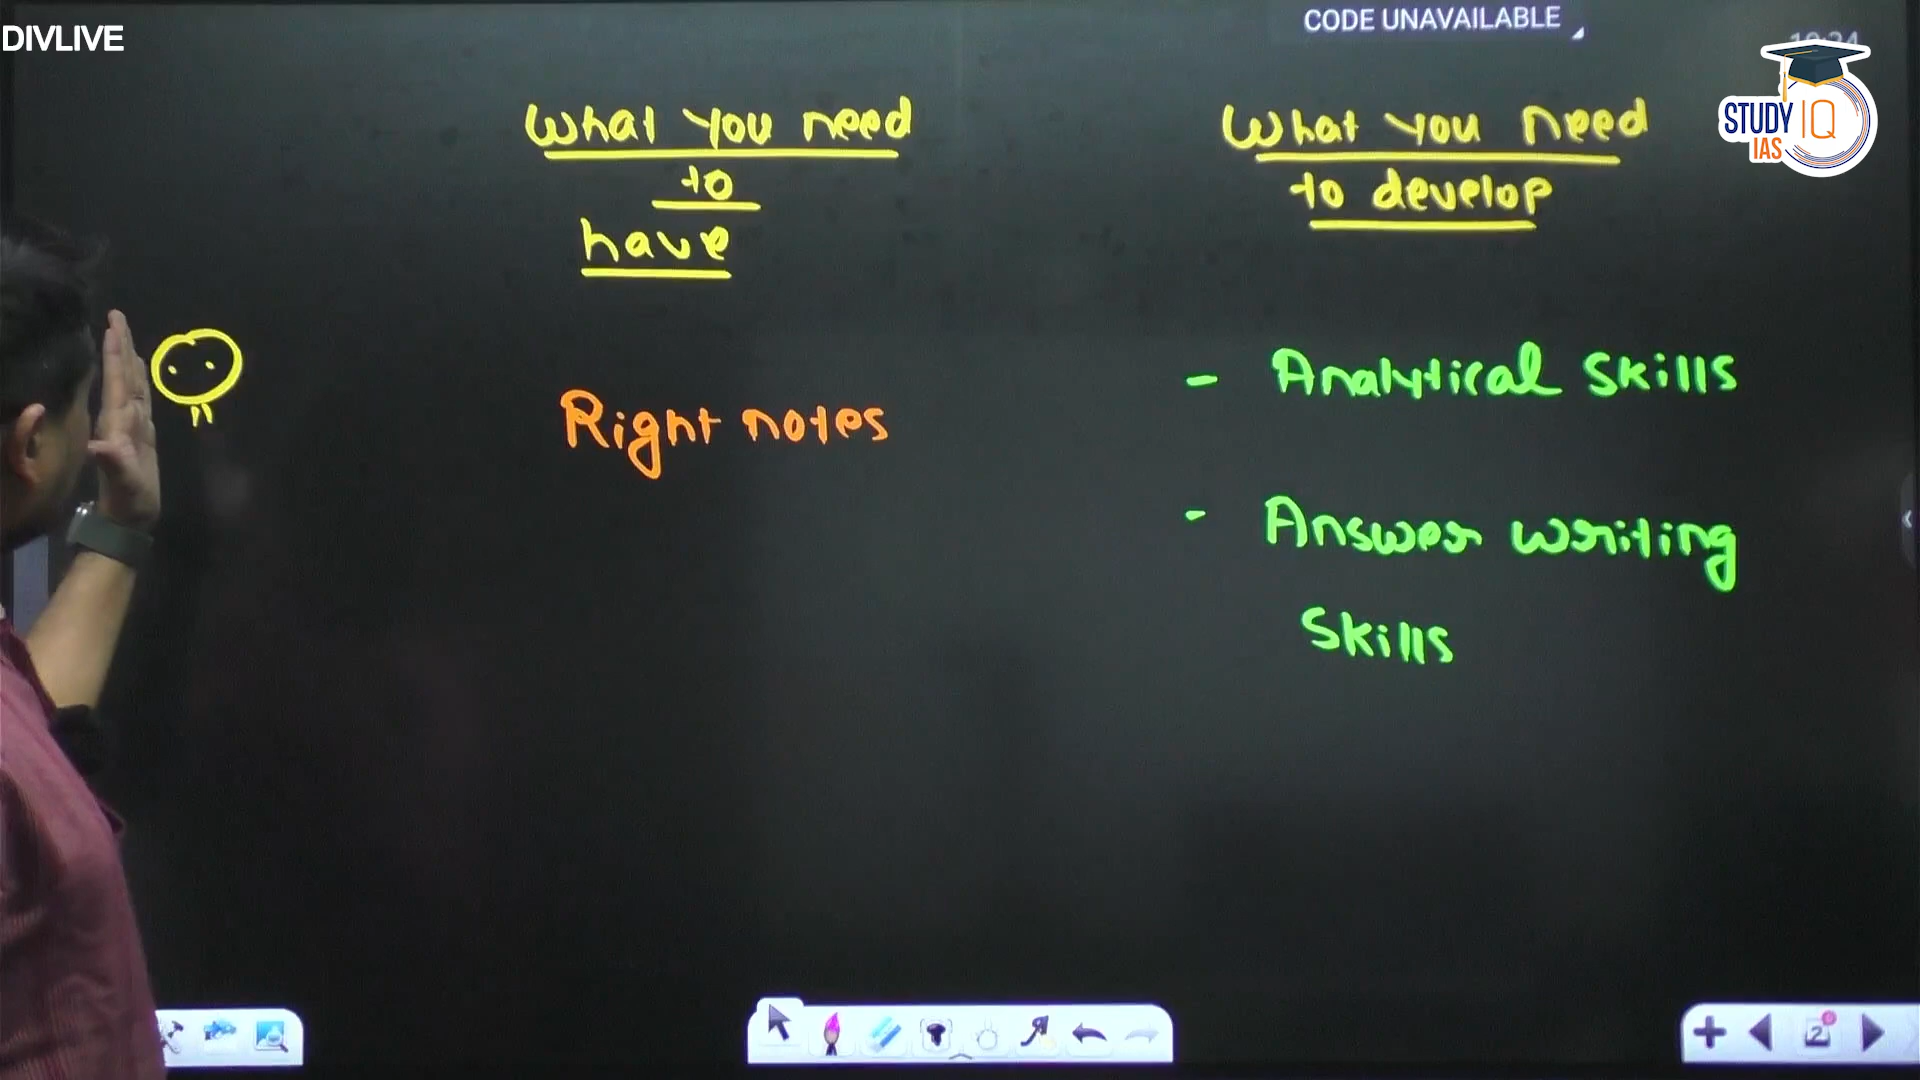 DIVLIVE
CODE UNAVAILABLE
STUDY IQ
IAS
What you need
to
have
Right notes
What you need
to develop
- Analytical skills
- Answer writing
skills
2